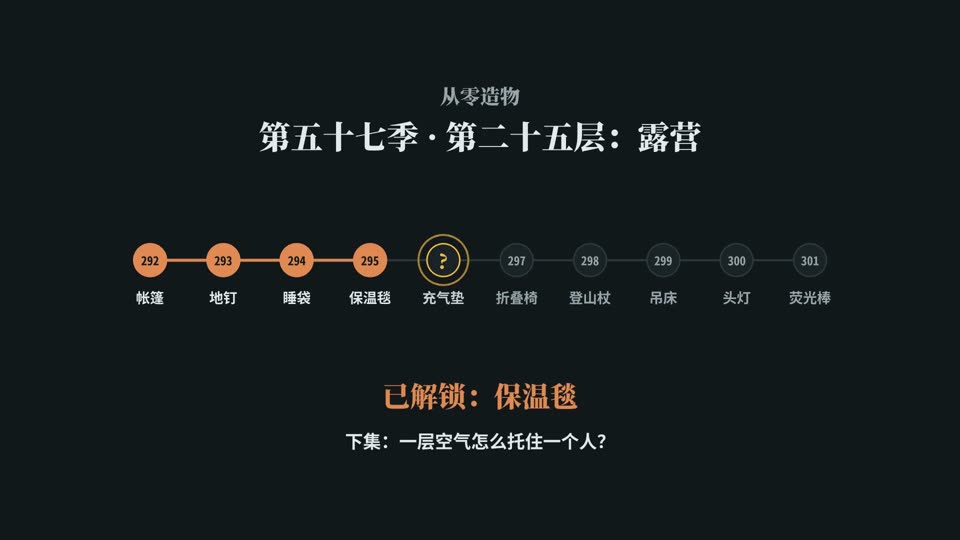 从零造物
第五十七季 · 第二十五层：露营
292 293 294 295 ? 297 298 299 300 301
帐篷 地钉 睡袋 保温毯 充气垫 折叠椅 登山杖 吊床 头灯 荧光棒
已解锁：保温毯
下集：一层空气怎么托住一个人？